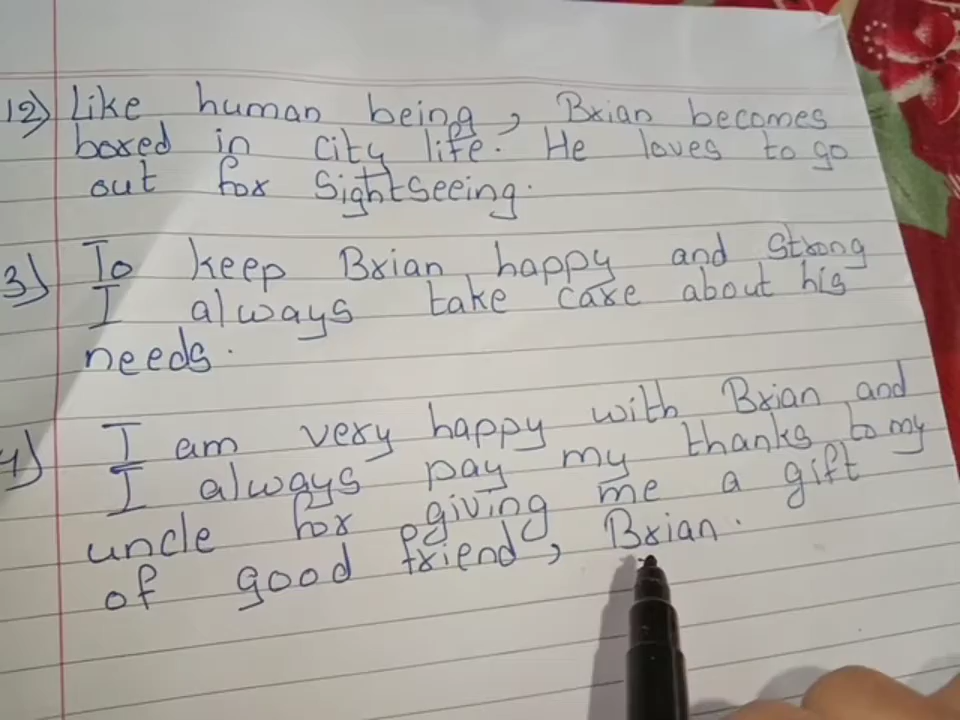 12) Like human being, Brian becomes
boxed in city life. He loves to go
out for Sightseeing.
3) To keep Brian happy and Strong
I always take care about his
needs.
4) I am very happy with Brian and
I always pay my thanks to my
uncle for giving me a gift
of good friend, Brian.